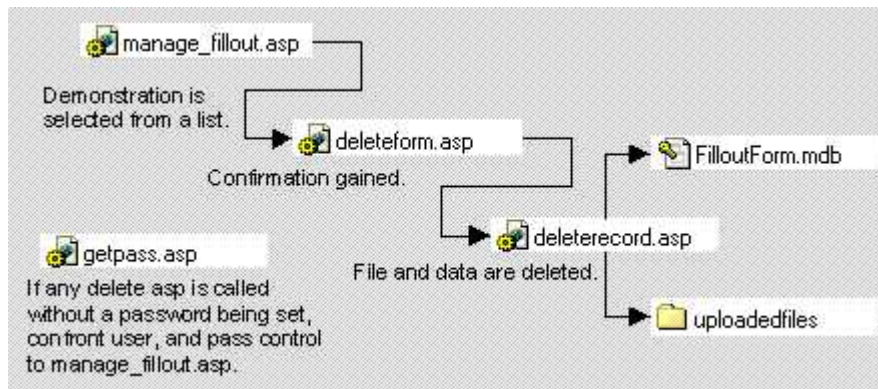 manage_fillout.asp
Demonstration is
selected from a list.
deleteform.asp
Confirmation gained.
FilloutForm.mdb
deleterecord.asp
File and data are deleted.
getpass.asp
If any delete asp is called
without a password being set,
confront user, and pass control
to manage_fillout.asp.
uploadedfiles